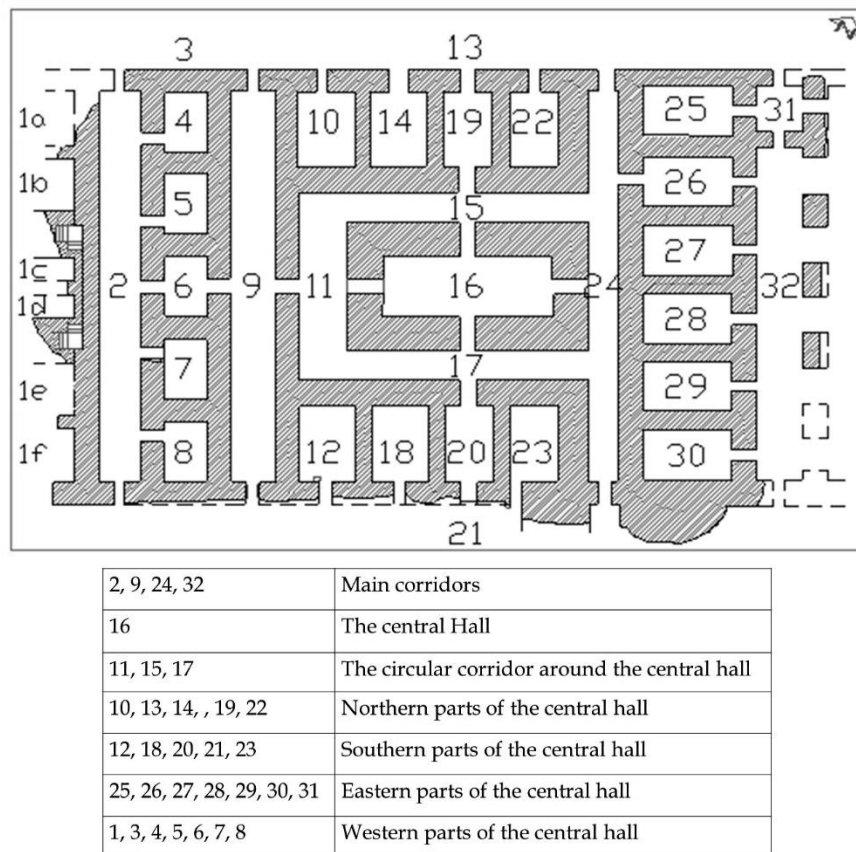 3 13
1a 4 10 14 19 22 25 31
1b 5 15 26
1c 2 6 9 11 16 24 27 32
1d 28
1e 7 17 29
1f 8 12 18 20 23 30
21
2, 9, 24, 32 Main corridors
16 The central Hall
11, 15, 17 The circular corridor around the central hall
10, 13, 14, , 19, 22 Northern parts of the central hall
12, 18, 20, 21, 23 Southern parts of the central hall
25, 26, 27, 28, 29, 30, 31 Eastern parts of the central hall
1, 3, 4, 5, 6, 7, 8 Western parts of the central hall